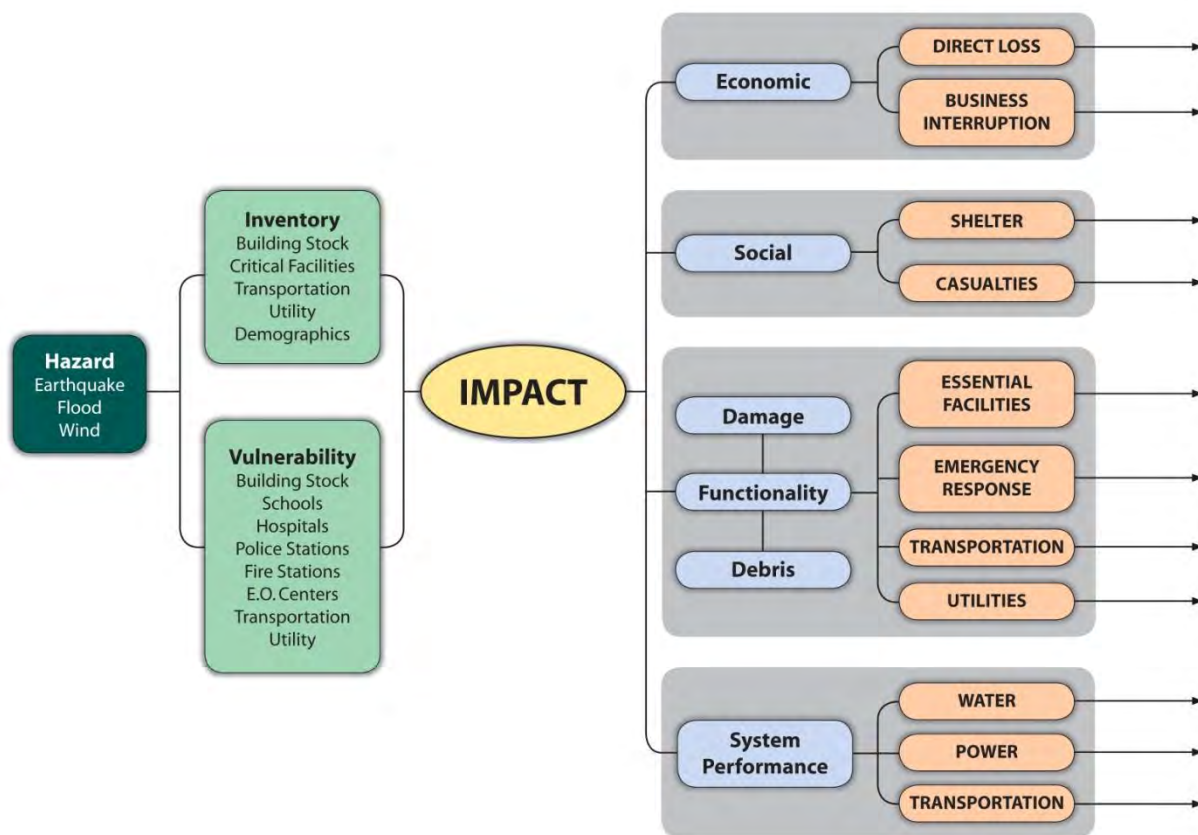 Hazard
Earthquake
Flood
Wind
Inventory
Building Stock
Critical Facilities
Transportation
Utility
Demographics
Vulnerability
Building Stock
Schools
Hospitals
Police Stations
Fire Stations
E.O. Centers
Transportation
Utility
IMPACT
Economic
DIRECT LOSS
BUSINESS
INTERRUPTION
Social
SHELTER
CASUALTIES
Damage
Functionality
Debris
ESSENTIAL
FACILITIES
EMERGENCY
RESPONSE
TRANSPORTATION
UTILITIES
System
Performance
WATER
POWER
TRANSPORTATION